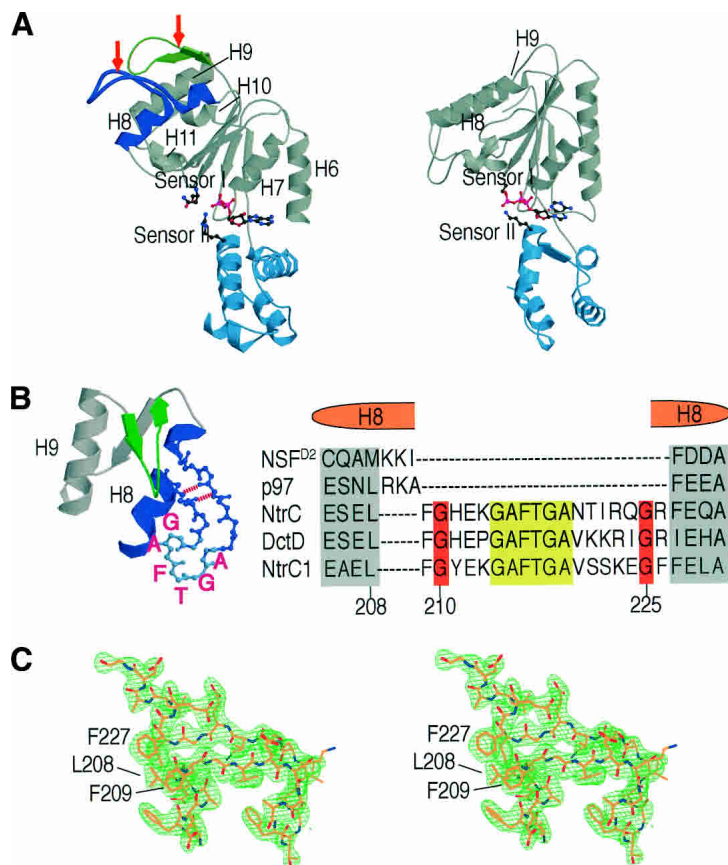 A
H9
H10
H8
H11
Sensor I
H7
H6
Sensor II
H9
H8
Sensor I
Sensor II
B
H9
H8
G
A
F
T
G
A
H8
H8
NSFD2 CQAMKKI---------------------------FDDA
p97 ESNLRKA---------------------------FEEA
NtrC ESEL-----FGHEKGAFTGANTIRQGRFEQA
DctD ESEL-----FGHEPGAFTGAVKKRIGRIEHA
NtrC1 EAEL------FGYEKGAFTGAVSSKEGFFELA
208
210
225
C
F227
L208
F209
F227
L208
F209